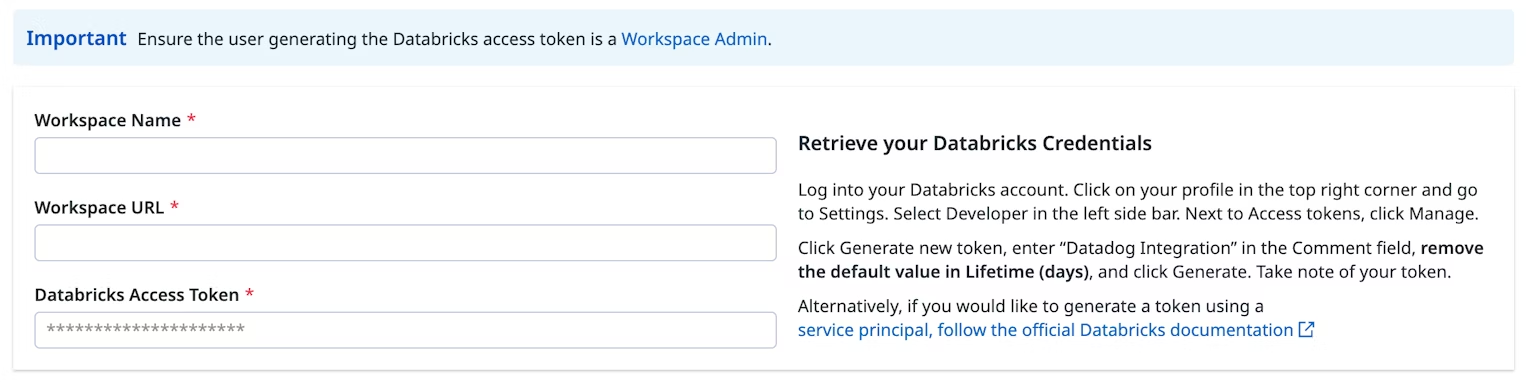 Important Ensure the user generating the Databricks access token is a Workspace Admin.
Workspace Name *
Workspace URL *
Databricks Access Token *
*********************
Retrieve your Databricks Credentials
Log into your Databricks account. Click on your profile in the top right corner and go
to Settings. Select Developer in the left side bar. Next to Access tokens, click Manage.
Click Generate new token, enter “Datadog Integration” in the Comment field, remove
the default value in Lifetime (days), and click Generate. Take note of your token.
Alternatively, if you would like to generate a token using a
service principal, follow the official Databricks documentation